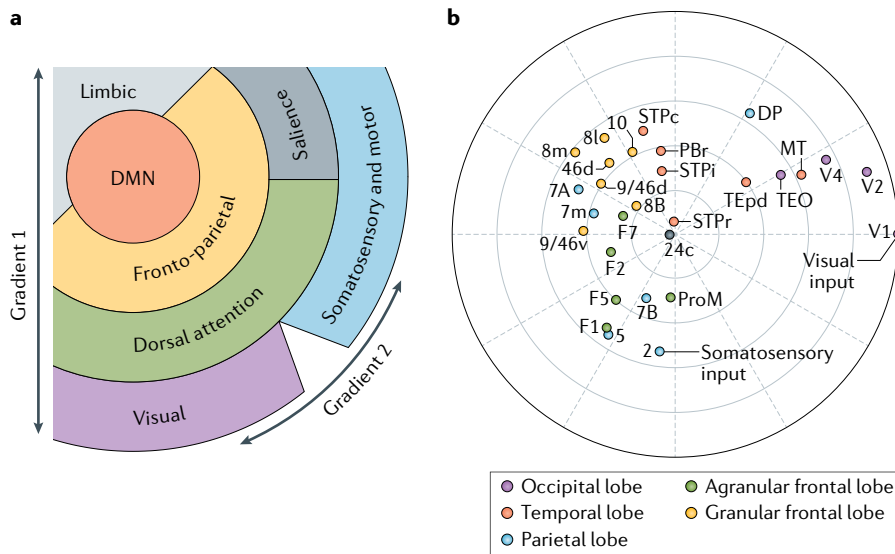 a
Gradient 1
Limbic
DMN
Fronto-parietal
Dorsal attention
Visual
Salience
Somatosensory and motor
Gradient 2
b
DP
STPc
10
8l
8m
PBr
MT
46d
STPi
V4
V2
7A
9/46d
TEpd
TEO
7m
8B
STPr
F7
9/46v
24c
V1c
Visual
input
F2
F5
7B
ProM
F1
5
2
Somatosensory
input
Occipital lobe
Temporal lobe
Parietal lobe
Agranular frontal lobe
Granular frontal lobe